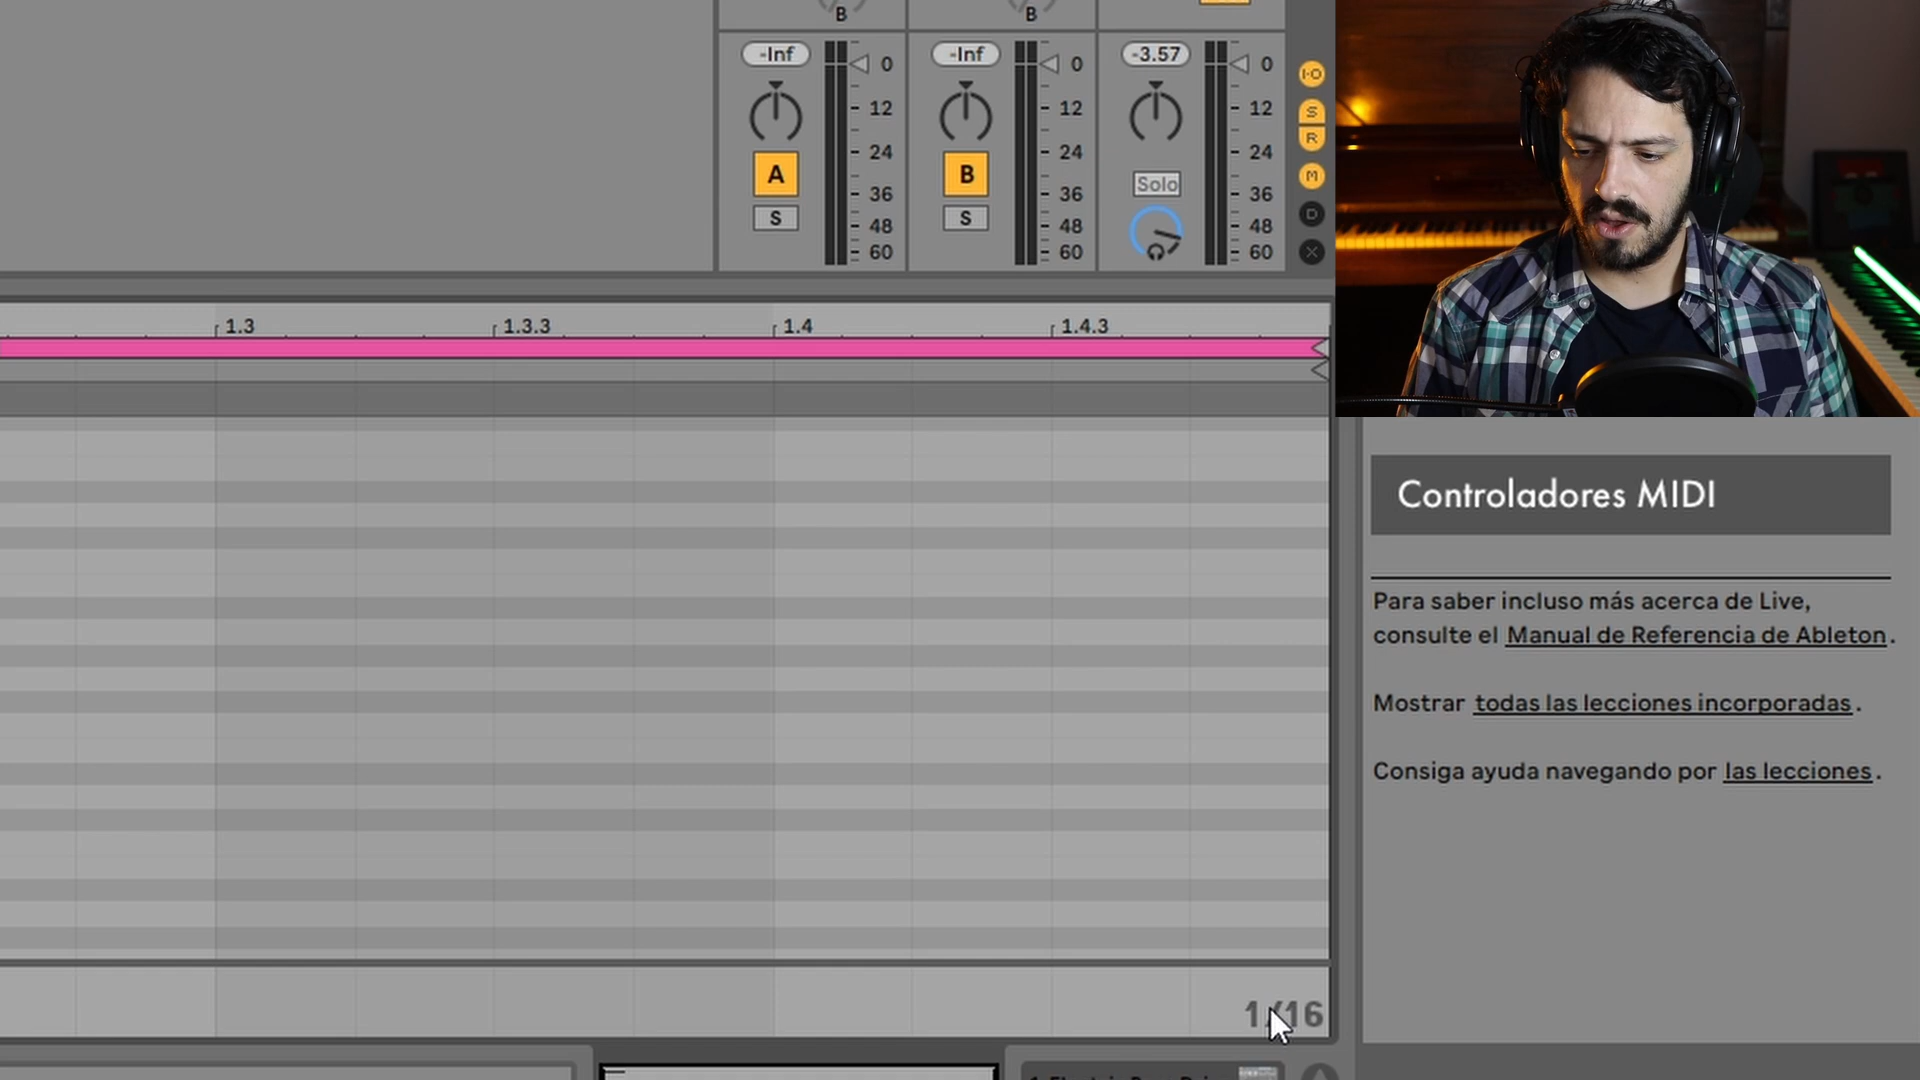 B
B
-Inf
-Inf
-3.57
0
0
0
12
12
12
24
24
24
36
36
36
48
48
48
60
60
60
A
B
Solo
S
S
I·O
S
R
M
D
X
1.3
1.3.3
1.4
1.4.3
Controladores MIDI
Para saber incluso más acerca de Live,
consulte el Manual de Referencia de Ableton.
Mostrar todas las lecciones incorporadas.
Consiga ayuda navegando por las lecciones.
1/16